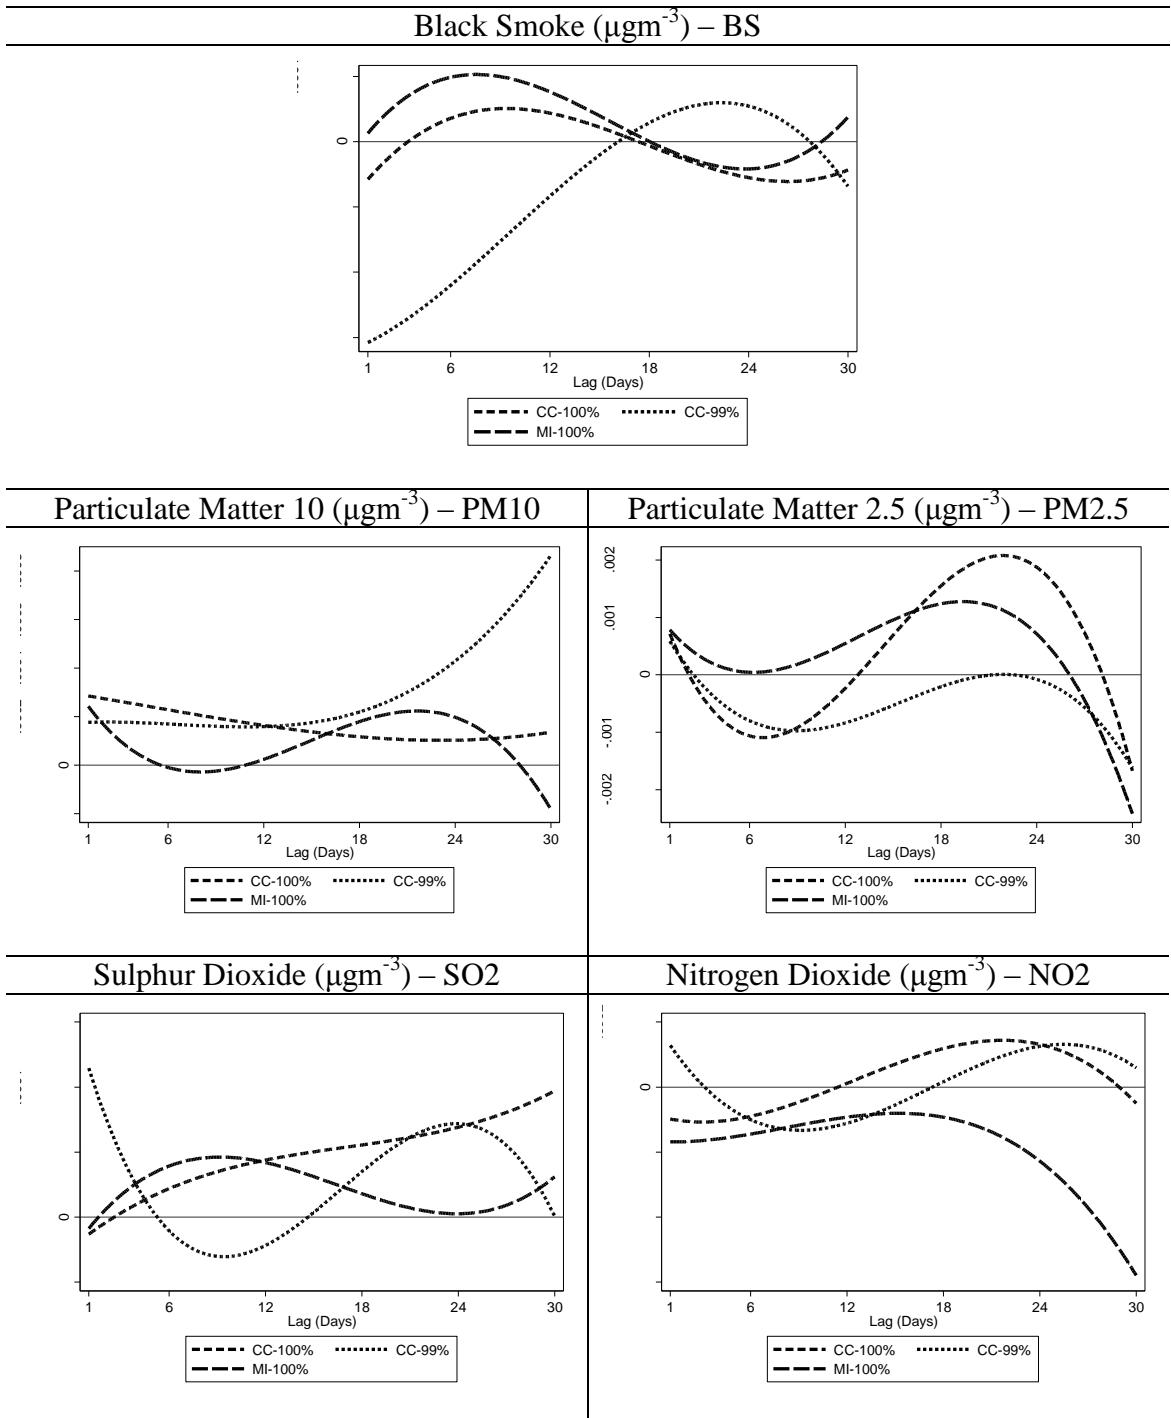 Black Smoke (μgm⁻³) – BS
0
1 6 12 18 24 30
Lag (Days)
CC-100% CC-99%
MI-100%
Particulate Matter 10 (μgm⁻³) – PM10
0
1 6 12 18 24 30
Lag (Days)
CC-100% CC-99%
MI-100%
Particulate Matter 2.5 (μgm⁻³) – PM2.5
.002
.001
0
-.001
-.002
1 6 12 18 24 30
Lag (Days)
CC-100% CC-99%
MI-100%
Sulphur Dioxide (μgm⁻³) – SO2
0
1 6 12 18 24 30
Lag (Days)
CC-100% CC-99%
MI-100%
Nitrogen Dioxide (μgm⁻³) – NO2
0
1 6 12 18 24 30
Lag (Days)
CC-100% CC-99%
MI-100%